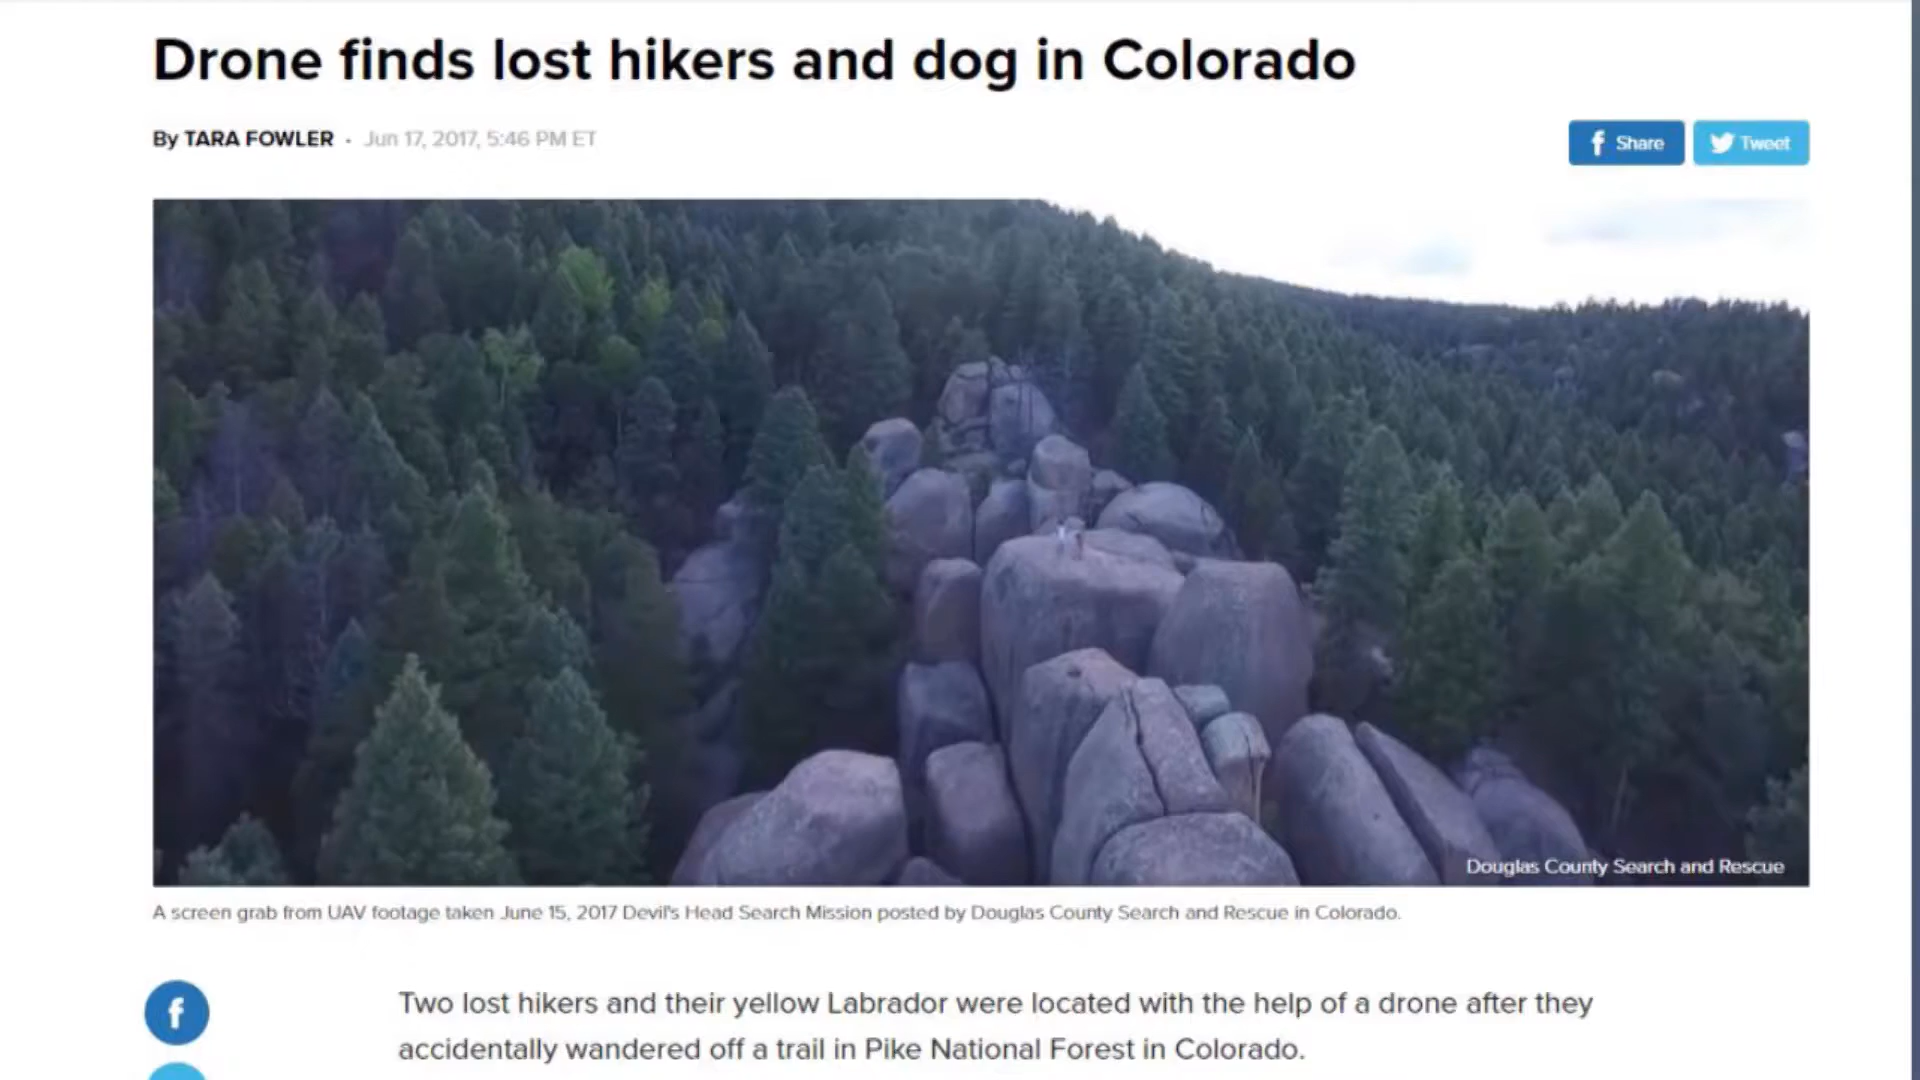 Drone finds lost hikers and dog in Colorado
By TARA FOWLER · Jun 17, 2017, 5:46 PM ET
Share
Tweet
Douglas County Search and Rescue
A screen grab from UAV footage taken June 15, 2017 Devil's Head Search Mission posted by Douglas County Search and Rescue in Colorado.
Two lost hikers and their yellow Labrador were located with the help of a drone after they
accidentally wandered off a trail in Pike National Forest in Colorado.